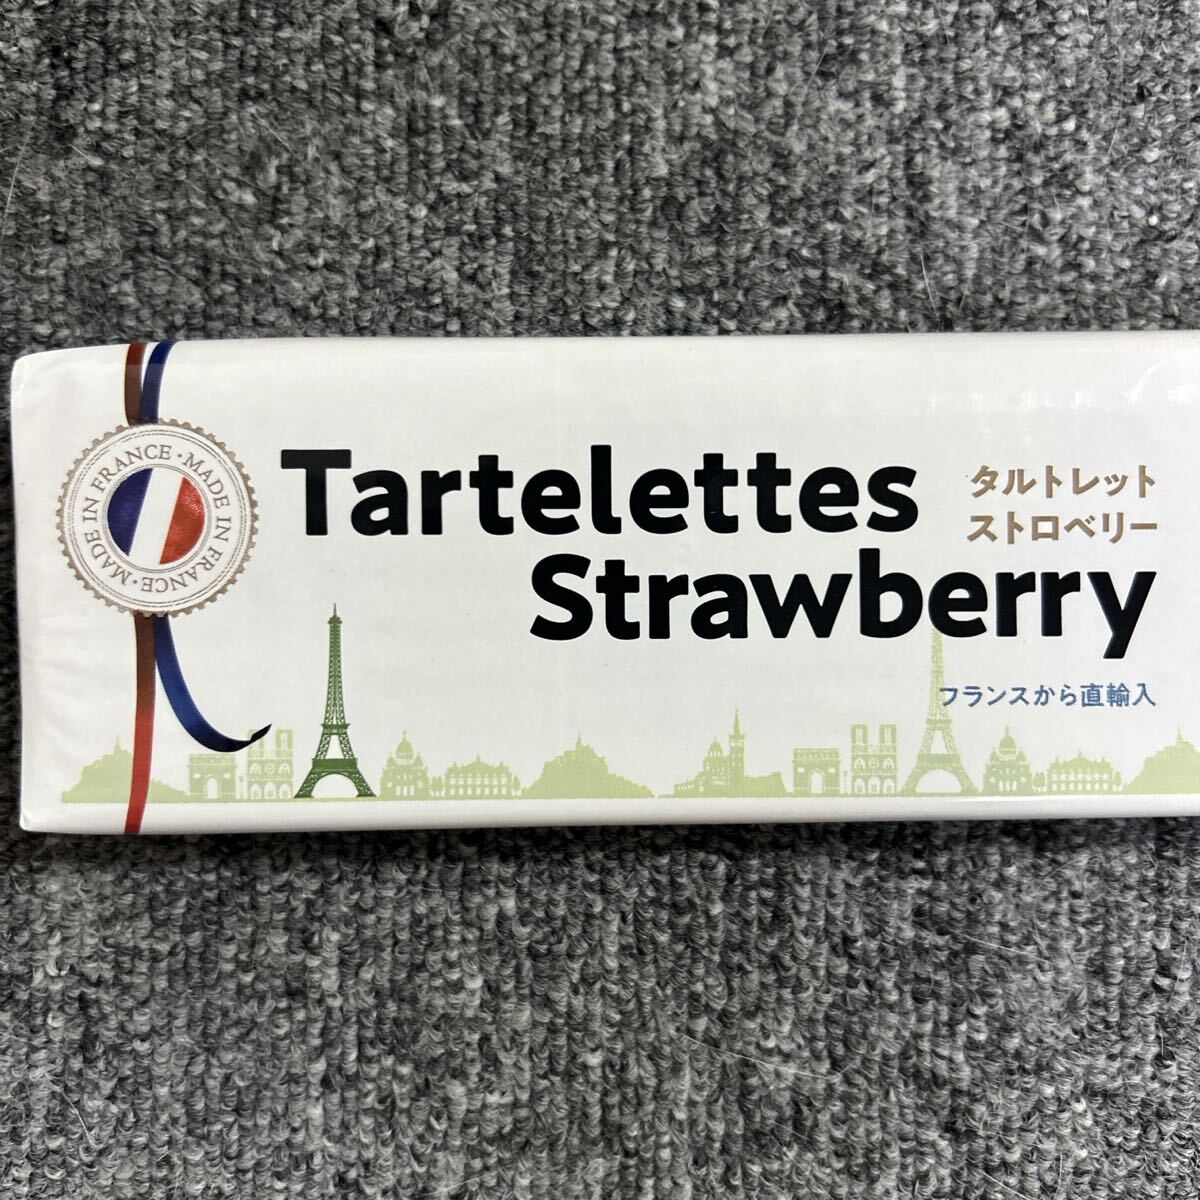 MADE IN FRANCE・MADE IN FRANCE・
Tartelettes
Strawberry
タルトレット
ストロベリー
フランスから直輸入